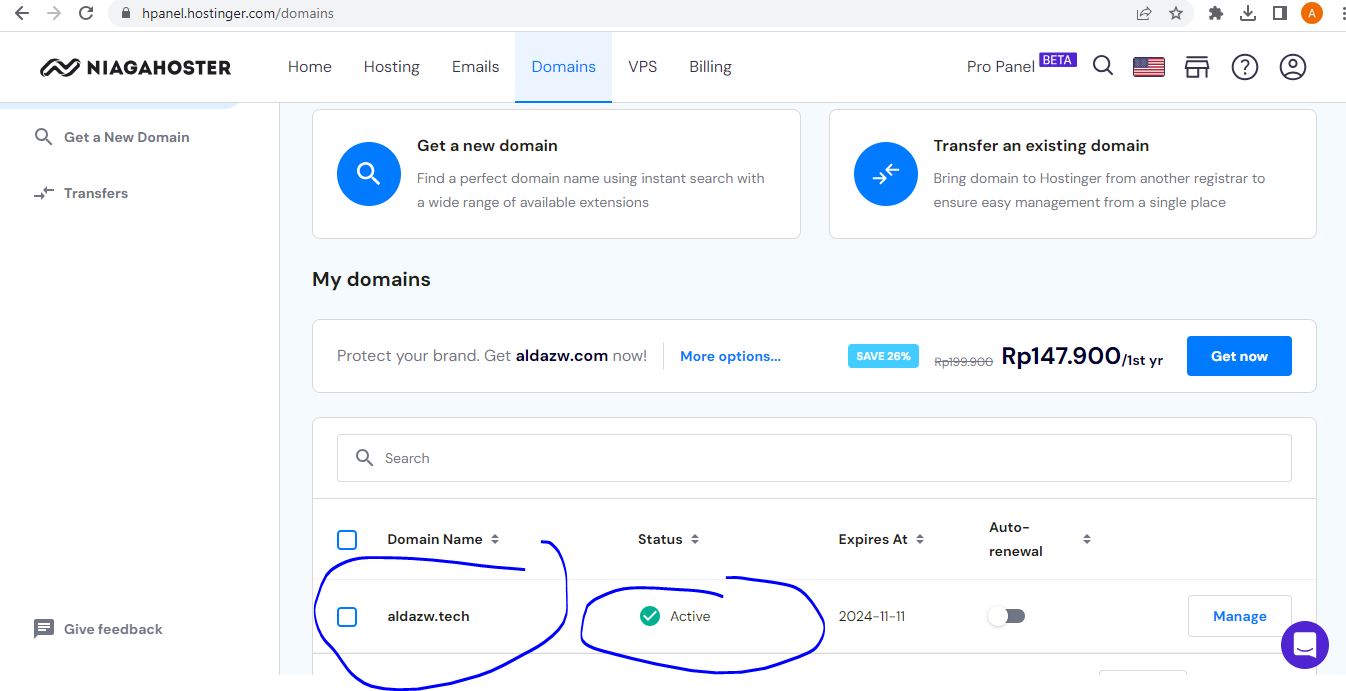 hpanel.hostinger.com/domains
A
NIAGAHOSTER
Home Hosting Emails Domains VPS Billing
Pro Panel BETA
Get a New Domain
Transfers
Get a new domain
Find a perfect domain name using instant search with
a wide range of available extensions
Transfer an existing domain
Bring domain to Hostinger from another registrar to
ensure easy management from a single place
My domains
Protect your brand. Get aldazw.com now! More options... SAVE 26% Rp199.900 Rp147.900/1st yr Get now
Search
Domain Name Status Expires At Auto-
renewal
aldazw.tech Active 2024-11-11 Manage
Give feedback